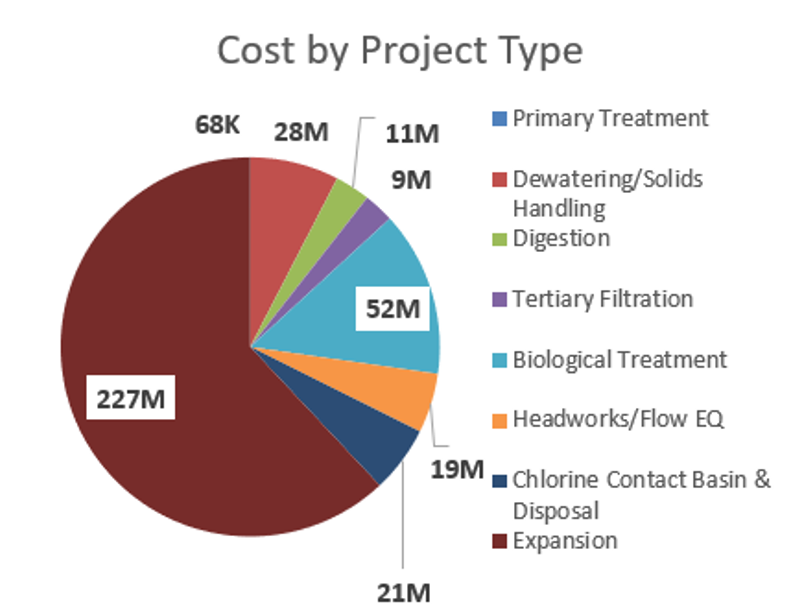 Cost by Project Type
68K
28M
11M
9M
52M
227M
19M
21M
Primary Treatment
Dewatering/Solids
Handling
Digestion
Tertiary Filtration
Biological Treatment
Headworks/Flow EQ
Chlorine Contact Basin &
Disposal
Expansion